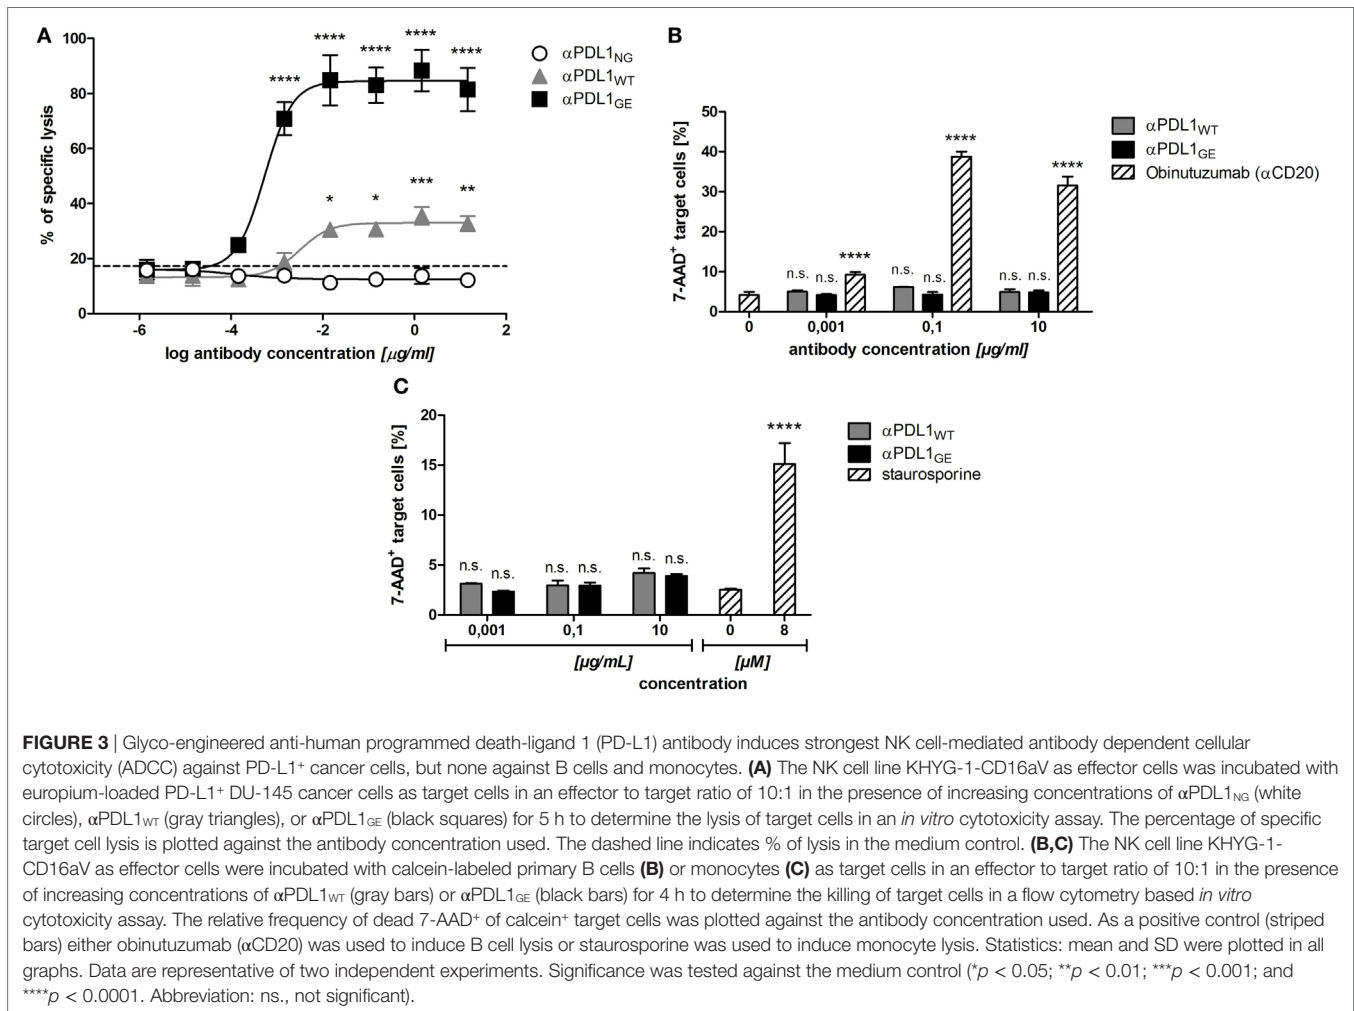 A
100
80
60
40
20
0
% of specific lysis
****
****
****
****
****
*
*
***
**
-6
-4
-2
0
2
log antibody concentration [µg/ml]
αPDL1NG
αPDL1WT
αPDL1GE
B
50
40
30
20
10
0
7-AAD+ target cells [%]
n.s.
n.s.
****
n.s.
n.s.
****
n.s.
n.s.
****
0
0,001
0,1
10
antibody concentration [µg/ml]
αPDL1WT
αPDL1GE
Obinutuzumab (αCD20)
C
20
15
10
5
0
7-AAD+ target cells [%]
n.s.
n.s.
n.s.
n.s.
n.s.
n.s.
****
0,001
0,1
10
0
8
[µg/mL]
[µM]
concentration
αPDL1WT
αPDL1GE
staurosporine
FIGURE 3 | Glyco-engineered anti-human programmed death-ligand 1 (PD-L1) antibody induces strongest NK cell-mediated antibody dependent cellular
cytotoxicity (ADCC) against PD-L1+ cancer cells, but none against B cells and monocytes. (A) The NK cell line KHYG-1-CD16aV as effector cells was incubated with
europium-loaded PD-L1+ DU-145 cancer cells as target cells in an effector to target ratio of 10:1 in the presence of increasing concentrations of αPDL1NG (white
circles), αPDL1WT (gray triangles), or αPDL1GE (black squares) for 5 h to determine the lysis of target cells in an in vitro cytotoxicity assay. The percentage of specific
target cell lysis is plotted against the antibody concentration used. The dashed line indicates % of lysis in the medium control. (B,C) The NK cell line KHYG-1-
CD16aV as effector cells were incubated with calcein-labeled primary B cells (B) or monocytes (C) as target cells in an effector to target ratio of 10:1 in the presence
of increasing concentrations of αPDL1WT (gray bars) or αPDL1GE (black bars) for 4 h to determine the killing of target cells in a flow cytometry based in vitro
cytotoxicity assay. The relative frequency of dead 7-AAD+ of calcein+ target cells was plotted against the antibody concentration used. As a positive control (striped
bars) either obinutuzumab (αCD20) was used to induce B cell lysis or staurosporine was used to induce monocyte lysis. Statistics: mean and SD were plotted in all
graphs. Data are representative of two independent experiments. Significance was tested against the medium control (*p < 0.05; **p < 0.01; ***p < 0.001; and
****p < 0.0001. Abbreviation: ns., not significant).